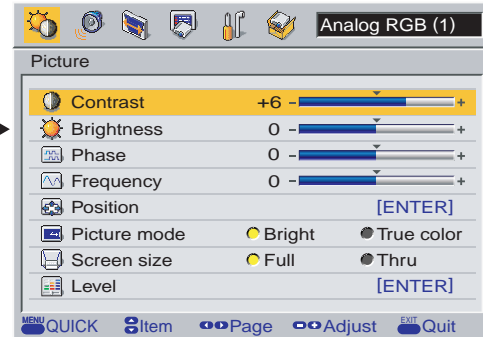 Analog RGB (1)
Picture
Contrast +6 - +
Brightness 0 - +
Phase 0 - +
Frequency 0 - +
Position [ENTER]
Picture mode Bright True color
Screen size Full Thru
Level [ENTER]
MENU QUICK Item Page Adjust EXIT Quit